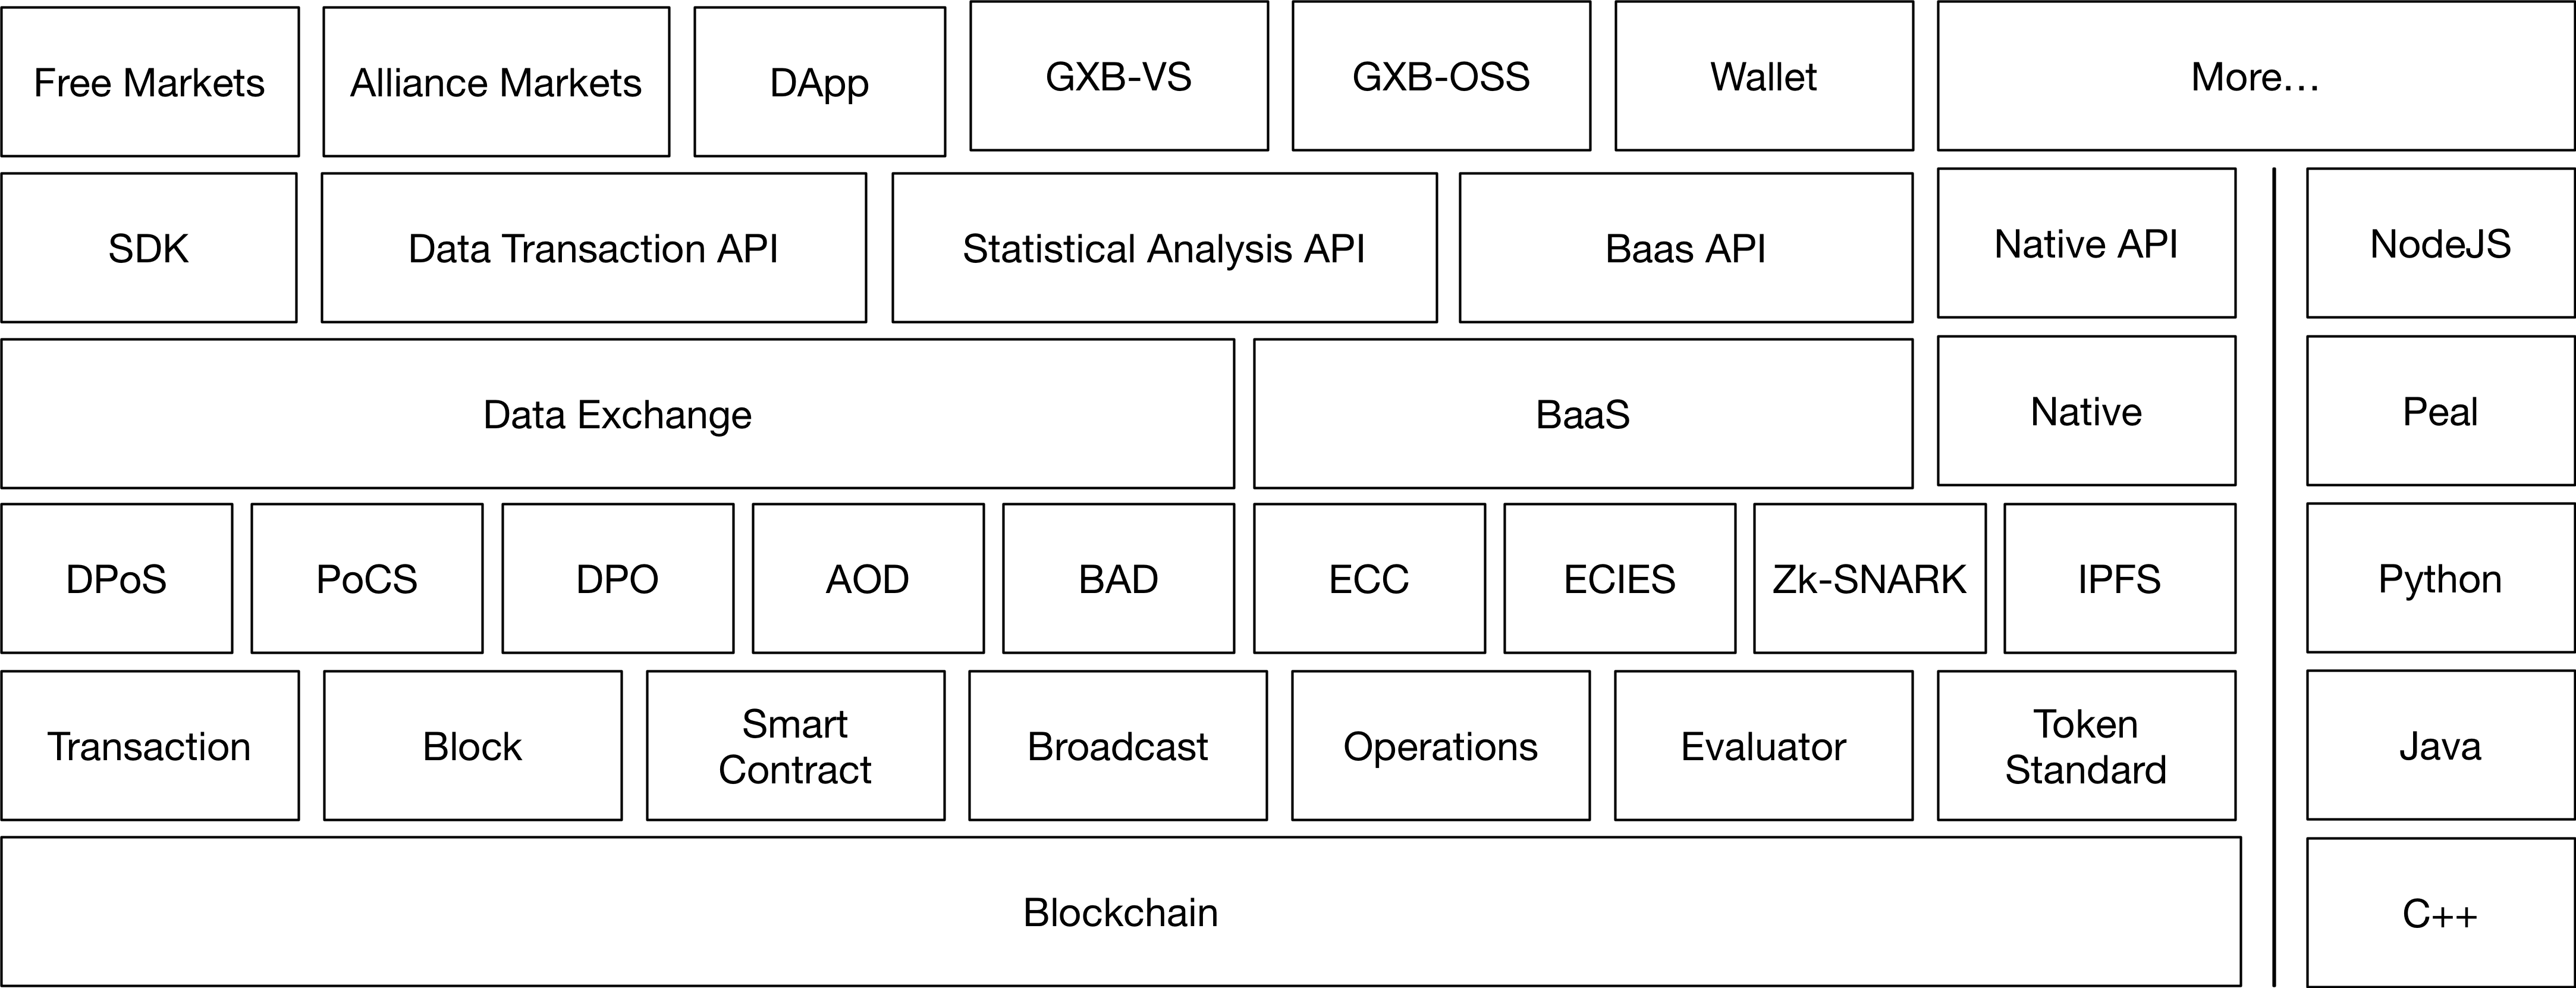 Free Markets
Alliance Markets
DApp
GXB-VS
GXB-OSS
Wallet
More...
SDK
Data Transaction API
Statistical Analysis API
Baas API
Native API
NodeJS
Data Exchange
BaaS
Native
Peal
DPoS
PoCS
DPO
AOD
BAD
ECC
ECIES
Zk-SNARK
IPFS
Python
Transaction
Block
Smart
Contract
Broadcast
Operations
Evaluator
Token
Standard
Java
Blockchain
C++